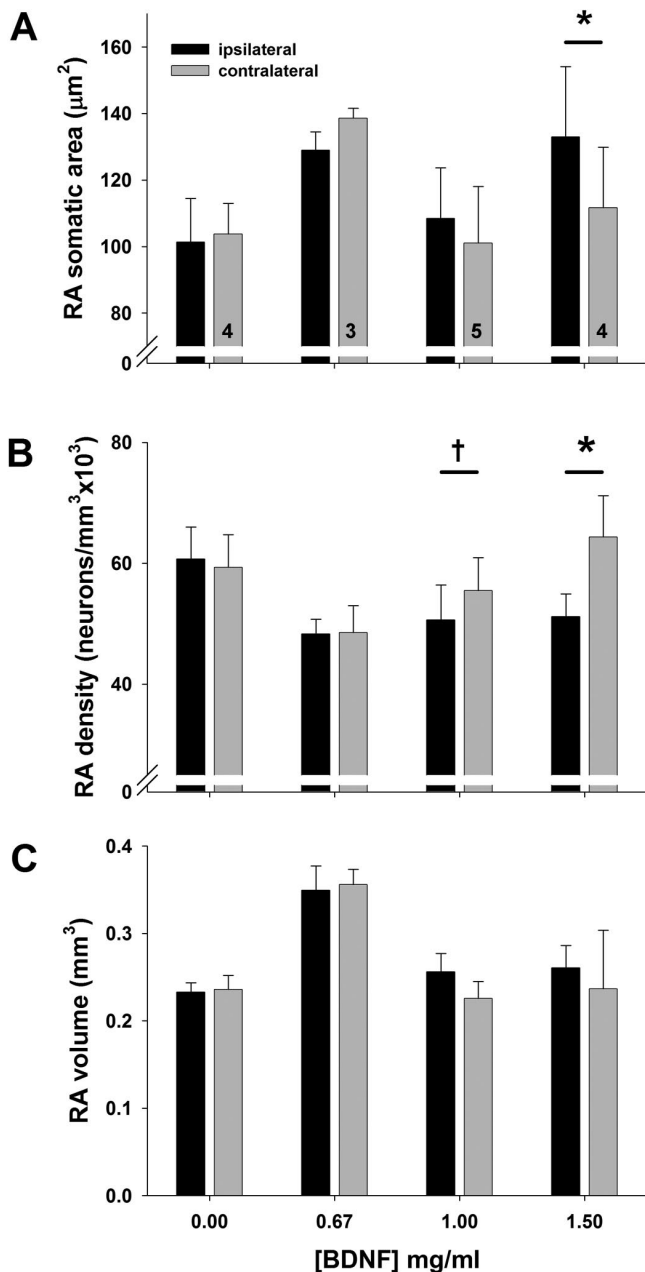 A
RA somatic area (μm²)
160
140
120
100
80
0
ipsilateral
contralateral
*
4
3
5
4
B
RA density (neurons/mm³x10³)
80
60
40
0
†
*
C
RA volume (mm³)
0.4
0.3
0.2
0.1
0.0
0.00 0.67 1.00 1.50
[BDNF] mg/ml